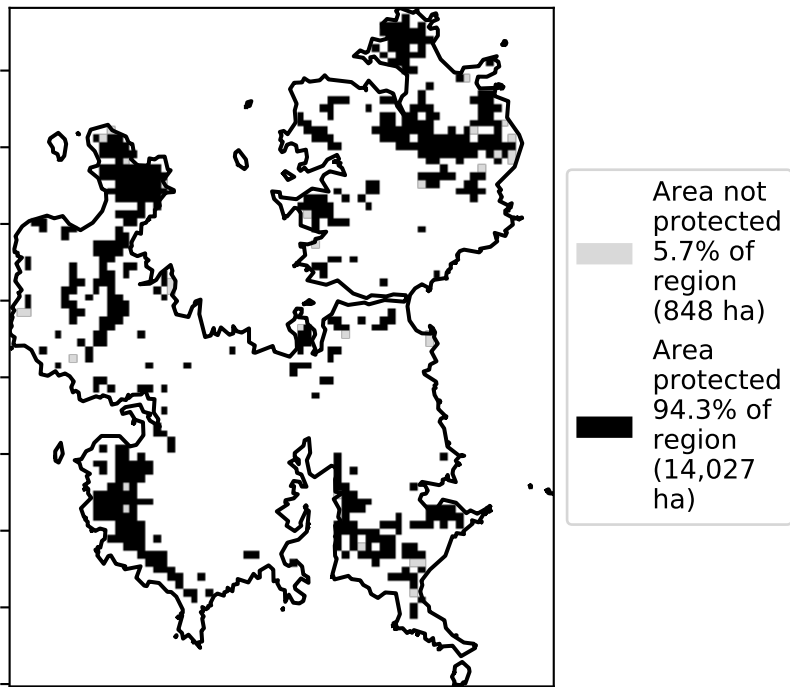 Area not
protected
5.7% of
region
(848 ha)
Area
protected
94.3% of
region
(14,027
ha)